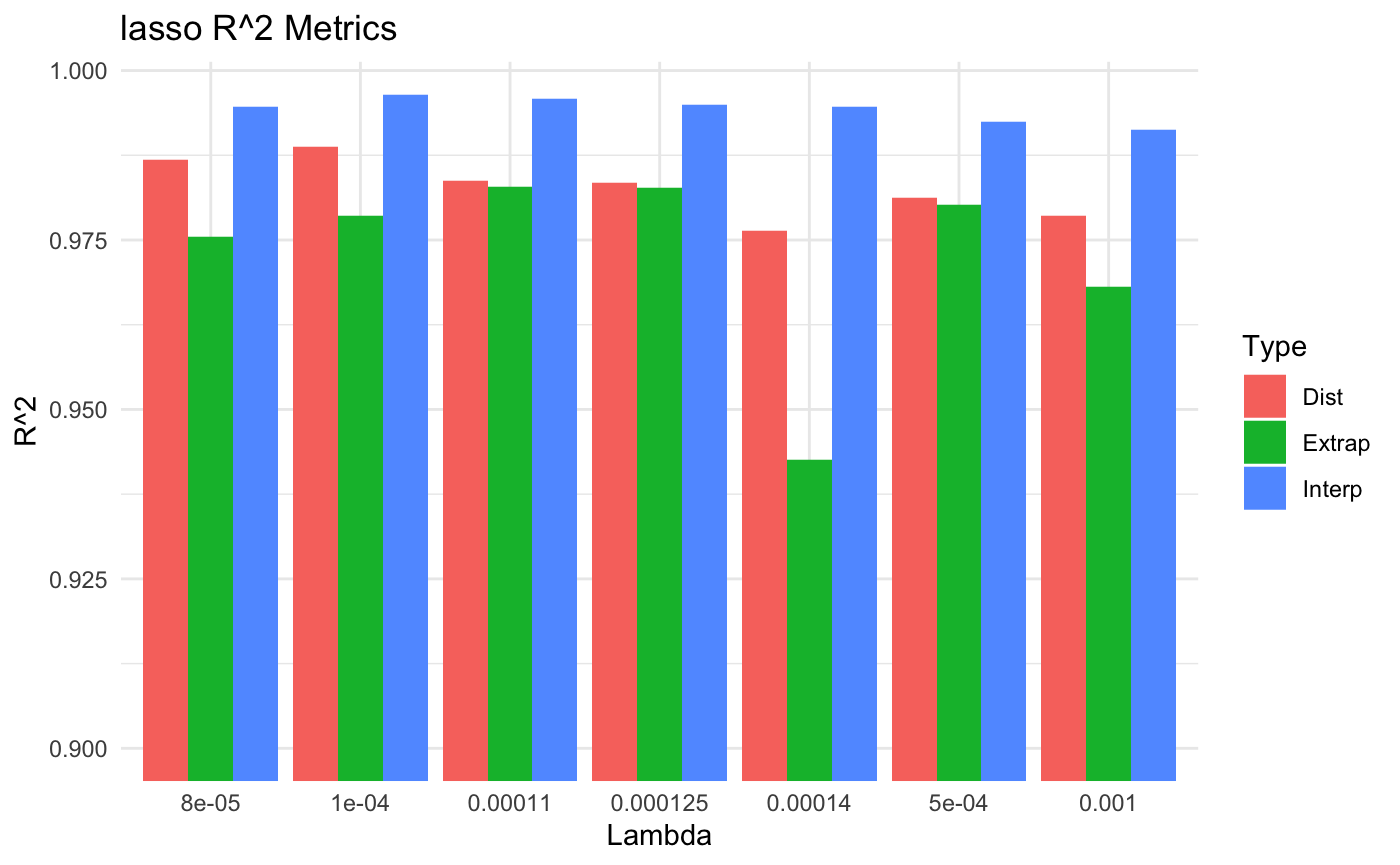 lasso R^2 Metrics
1.000
0.975
0.950
0.925
0.900
R^2
8e-05 1e-04 0.00011 0.000125 0.00014 5e-04 0.001
Lambda
Type
Dist
Extrap
Interp